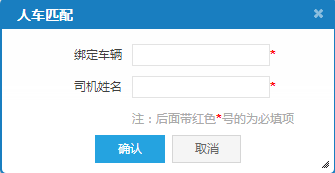 人车匹配
绑定车辆 *
司机姓名 *
注：后面带红色*号的为必填项
确认 取消